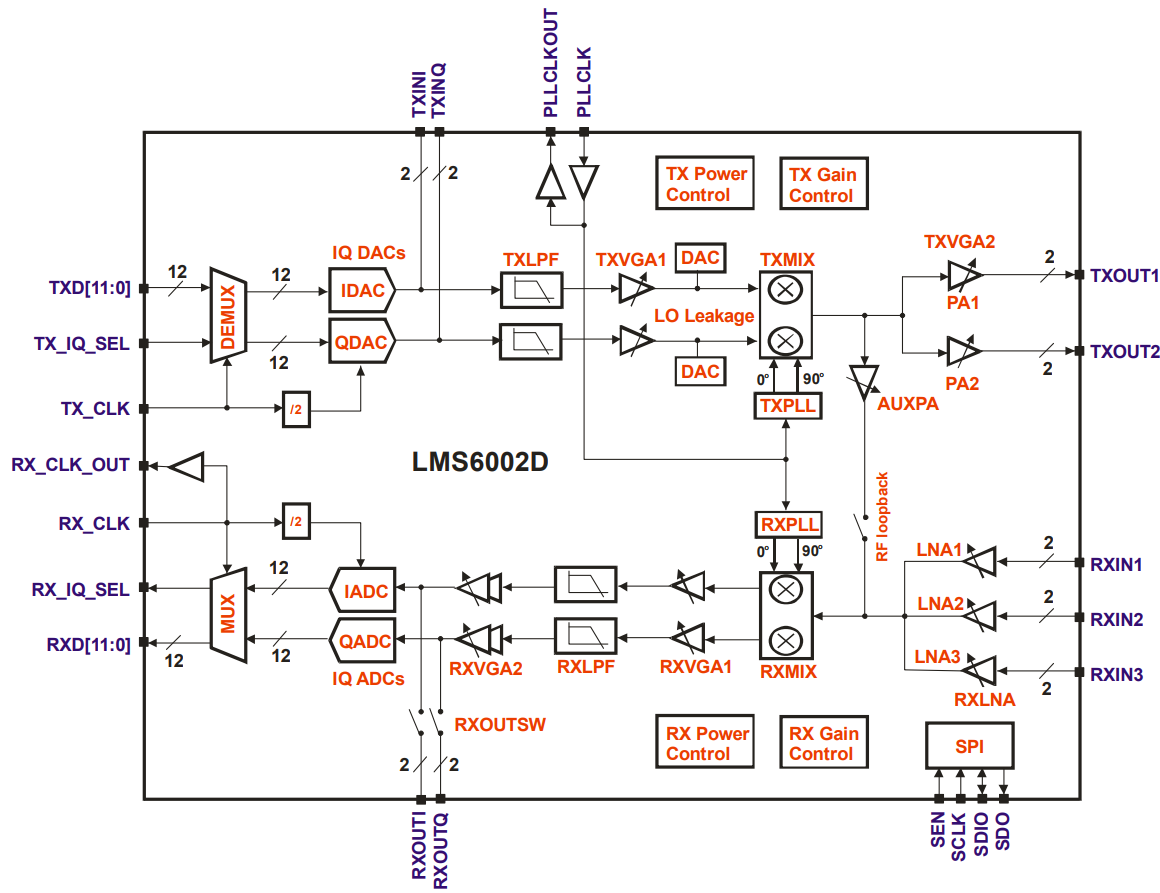 TXINI
TXINQ
PLLCLKOUT
PLLCLK
2
2
TX Power
Control
TX Gain
Control
IQ DACs
TXLPF
TXVGA1
DAC
TXMIX
TXVGA2
2
TXD[11:0]
12
12
IDAC
TXOUT1
PA1
DEMUX
LO Leakage
TX_IQ_SEL
QDAC
TXOUT2
12
DAC
0°
90°
2
PA2
TX_CLK
/2
TXPLL
AUXPA
RX_CLK_OUT
LMS6002D
RF loopback
RX_CLK
/2
RXPLL
0°
90°
LNA1
2
RXIN1
RX_IQ_SEL
12
IADC
LNA2
2
RXIN2
MUX
RXD[11:0]
12
12
QADC
IQ ADCs
RXVGA2
RXLPF
RXVGA1
RXMIX
LNA3
RXIN3
2
RXLNA
RXOUTSW
RX Power
Control
RX Gain
Control
SPI
2
2
RXOUTI
RXOUTQ
SEN
SCLK
SDIO
SDO